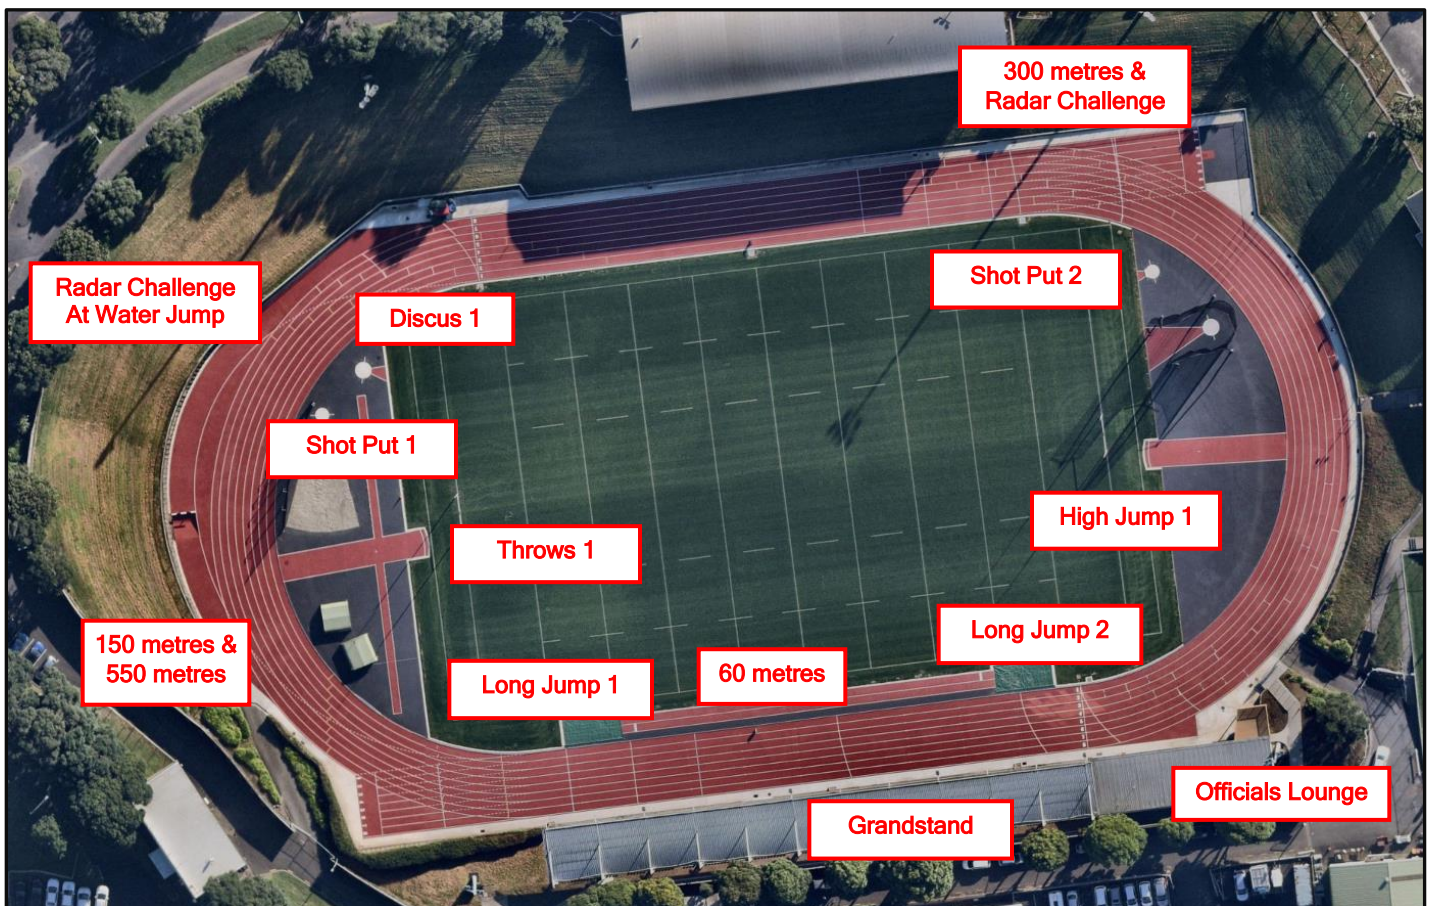 300 metres &
Radar Challenge
Radar Challenge
At Water Jump
Shot Put 2
Discus 1
Shot Put 1
High Jump 1
Throws 1
150 metres &
550 metres
Long Jump 2
60 metres
Long Jump 1
Officials Lounge
Grandstand